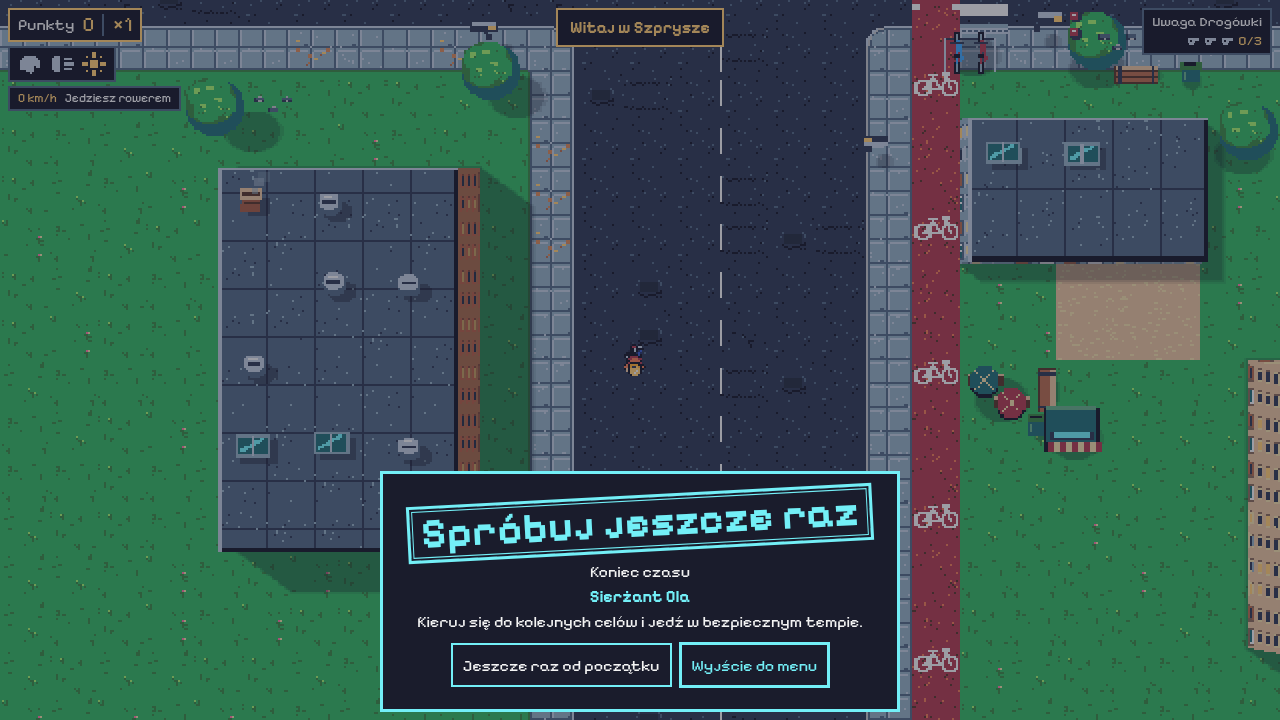 Punkty 0 ×1
Witaj w Szprysze
Uwaga Drogówki
0/3
0 km/h Jedziesz rowerem
Spróbuj jeszcze raz
Koniec czasu
Sierżant Ola
Kieruj się do kolejnych celów i jedź w bezpiecznym tempie.
Jeszcze raz od początku
Wyjście do menu